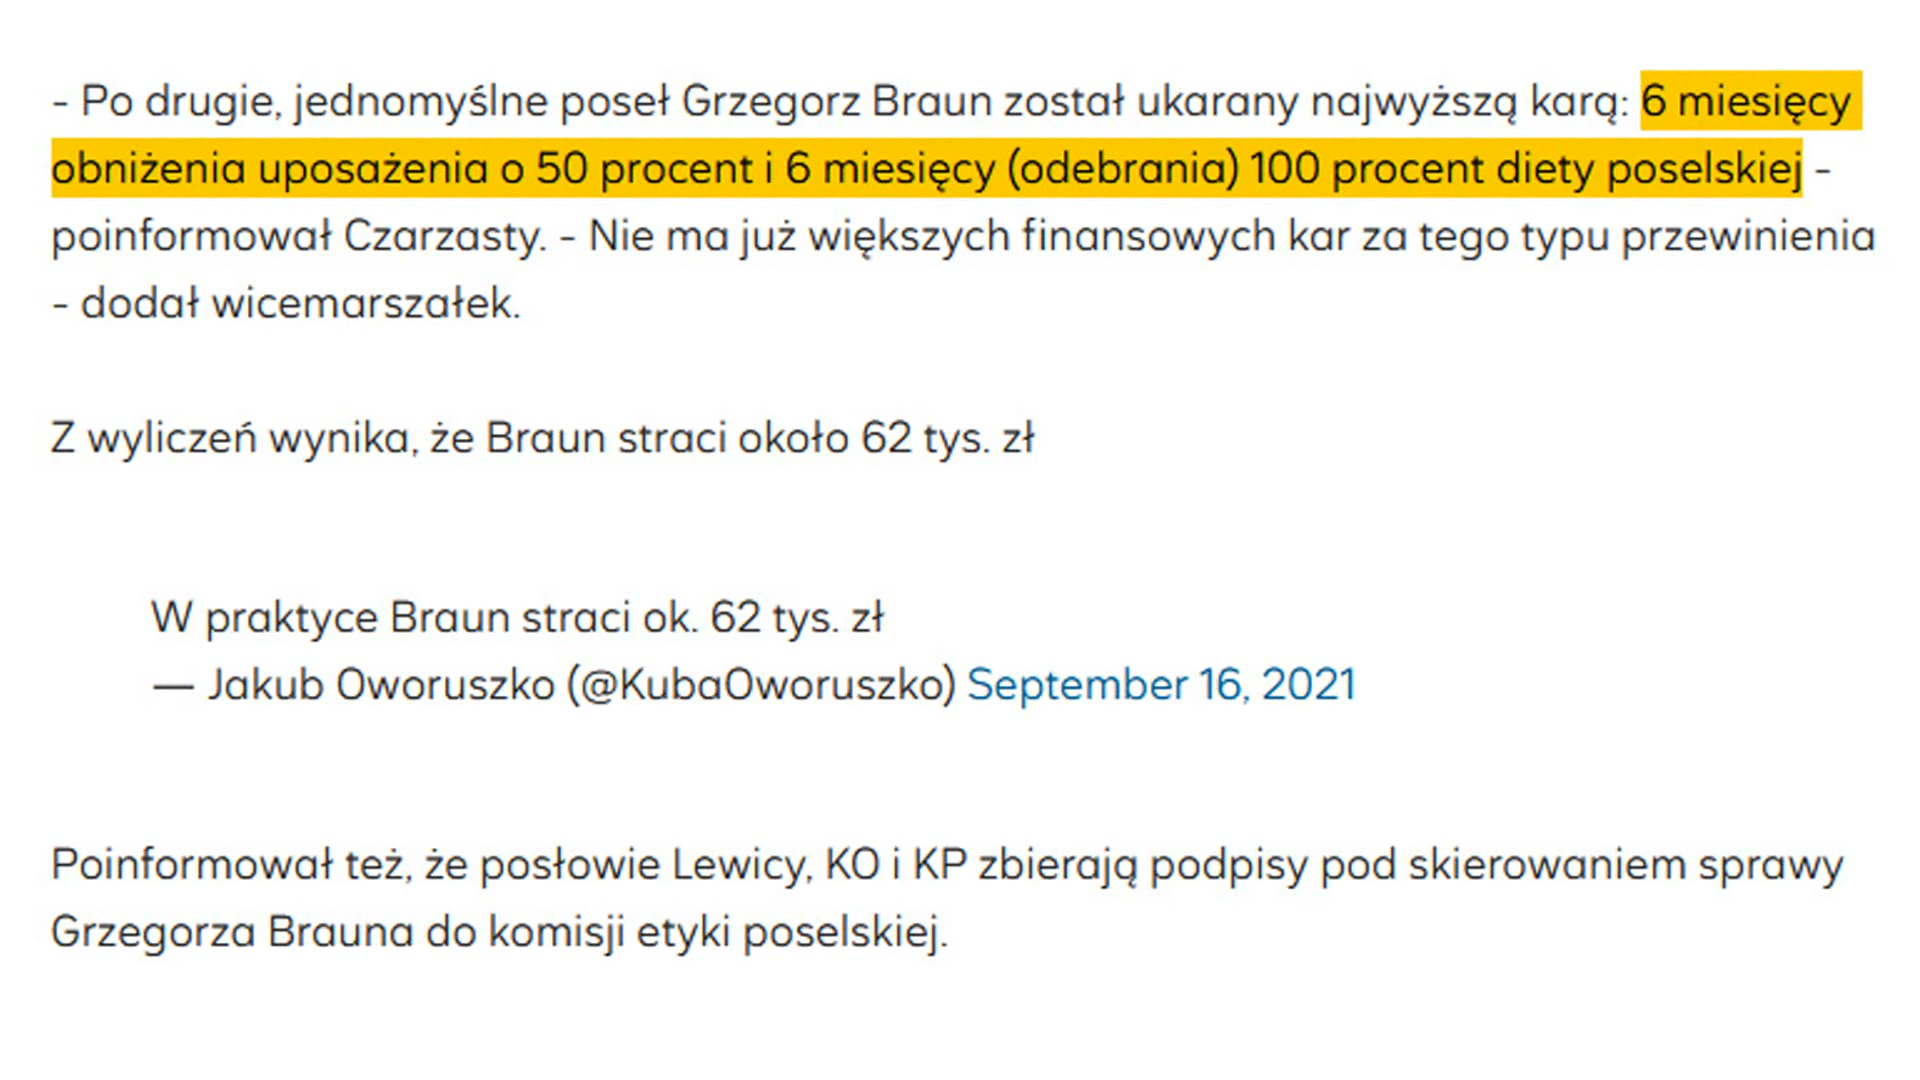 - Po drugie, jednomyślne poseł Grzegorz Braun został ukarany najwyższą karą: 6 miesięcy
obniżenia uposażenia o 50 procent i 6 miesięcy (odebrania) 100 procent diety poselskiej -
poinformował Czarzasty. - Nie ma już większych finansowych kar za tego typu przewinienia
- dodał wicemarszałek.
Z wyliczeń wynika, że Braun straci około 62 tys. zł
W praktyce Braun straci ok. 62 tys. zł
— Jakub Oworuszko (@KubaOworuszko) September 16, 2021
Poinformował też, że posłowie Lewicy, KO i KP zbierają podpisy pod skierowaniem sprawy
Grzegorza Brauna do komisji etyki poselskiej.